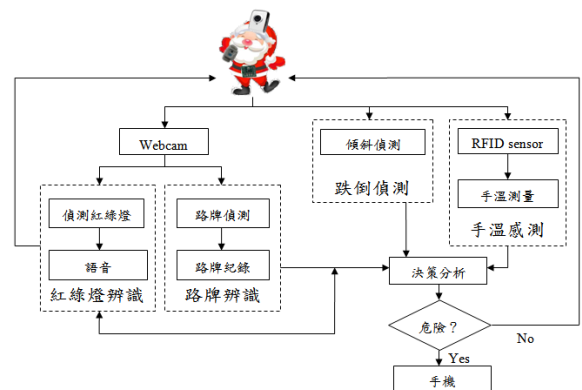 Webcam
傾斜偵測
RFID sensor
跌倒偵測
偵測紅綠燈
路牌偵測
手溫測量
手溫感測
語音
路牌紀錄
決策分析
紅綠燈辨識
路牌辨識
危險？
No
Yes
手機